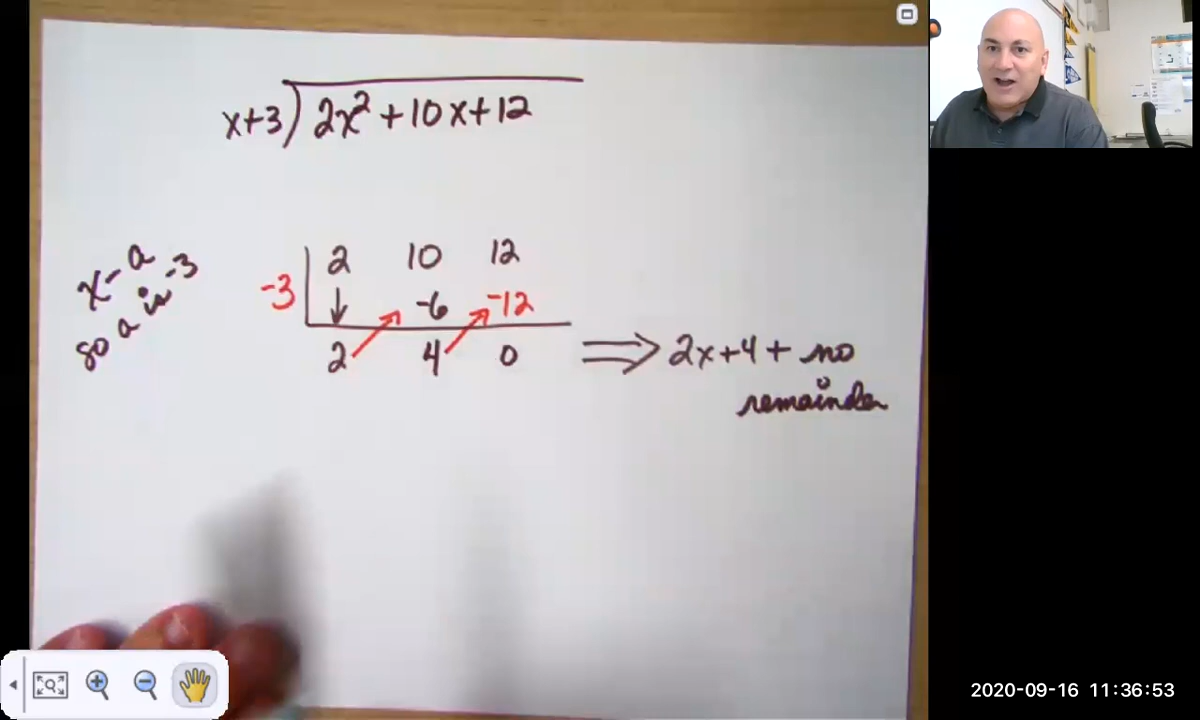 x+3)2x²+10x+12
x-a
so a is -3
-3 | 2 10 12
-6 -12
2 4 0 ⟹ 2x+4+ no
remainder
2020-09-16 11:36:53